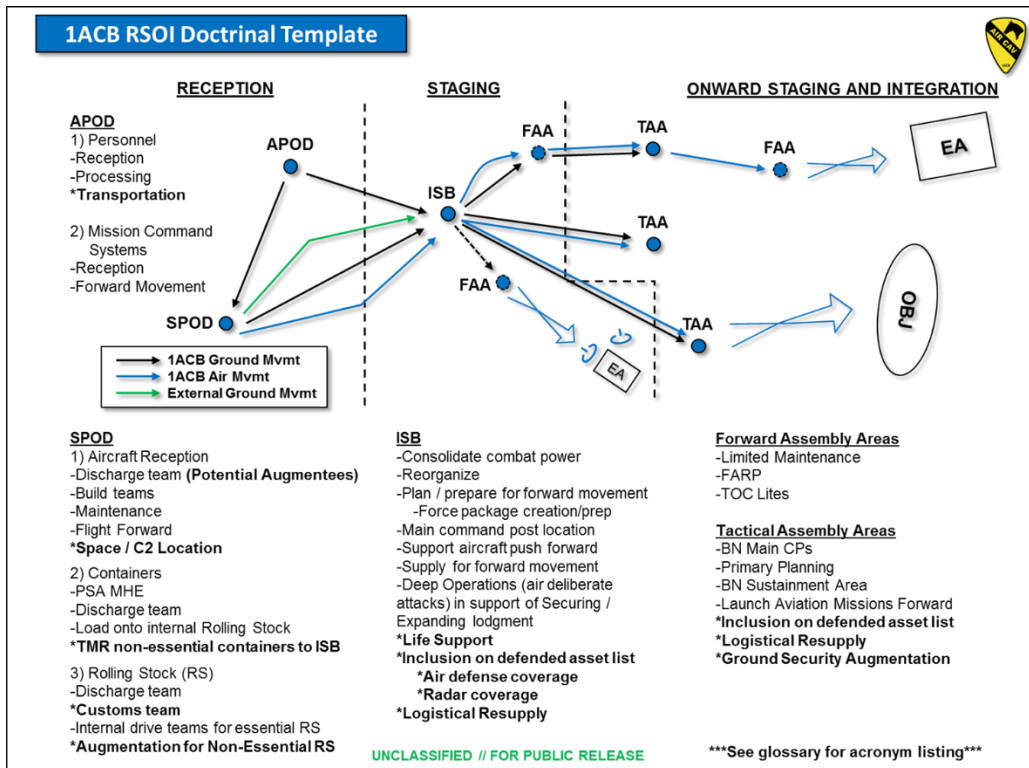 1ACB RSOI Doctrinal Template
AIR CAV
RECEPTION
STAGING
ONWARD STAGING AND INTEGRATION
APOD
1) Personnel
-Reception
-Processing
*Transportation
2) Mission Command
Systems
-Reception
-Forward Movement
APOD
SPOD
ISB
FAA
TAA
FAA
EA
TAA
FAA
EA
TAA
OBJ
1ACB Ground Mvmt
1ACB Air Mvmt
External Ground Mvmt
SPOD
1) Aircraft Reception
-Discharge team (Potential Augmentees)
-Build teams
-Maintenance
-Flight Forward
*Space / C2 Location
2) Containers
-PSA MHE
-Discharge team
-Load onto internal Rolling Stock
*TMR non-essential containers to ISB
3) Rolling Stock (RS)
-Discharge team
*Customs team
-Internal drive teams for essential RS
*Augmentation for Non-Essential RS
ISB
-Consolidate combat power
-Reorganize
-Plan / prepare for forward movement
-Force package creation/prep
-Main command post location
-Support aircraft push forward
-Supply for forward movement
-Deep Operations (air deliberate
attacks) in support of Securing /
Expanding lodgment
*Life Support
*Inclusion on defended asset list
*Air defense coverage
*Radar coverage
*Logistical Resupply
Forward Assembly Areas
-Limited Maintenance
-FARP
-TOC Lites
Tactical Assembly Areas
-BN Main CPs
-Primary Planning
-BN Sustainment Area
-Launch Aviation Missions Forward
*Inclusion on defended asset list
*Logistical Resupply
*Ground Security Augmentation
UNCLASSIFIED // FOR PUBLIC RELEASE
***See glossary for acronym listing***